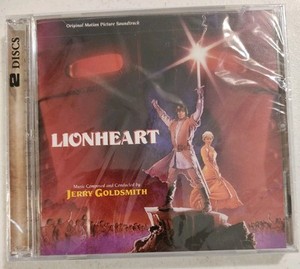 Original Motion Picture Soundtrack
2 DISCS
LIONHEART
Music Composed and Conducted by
JERRY GOLDSMITH